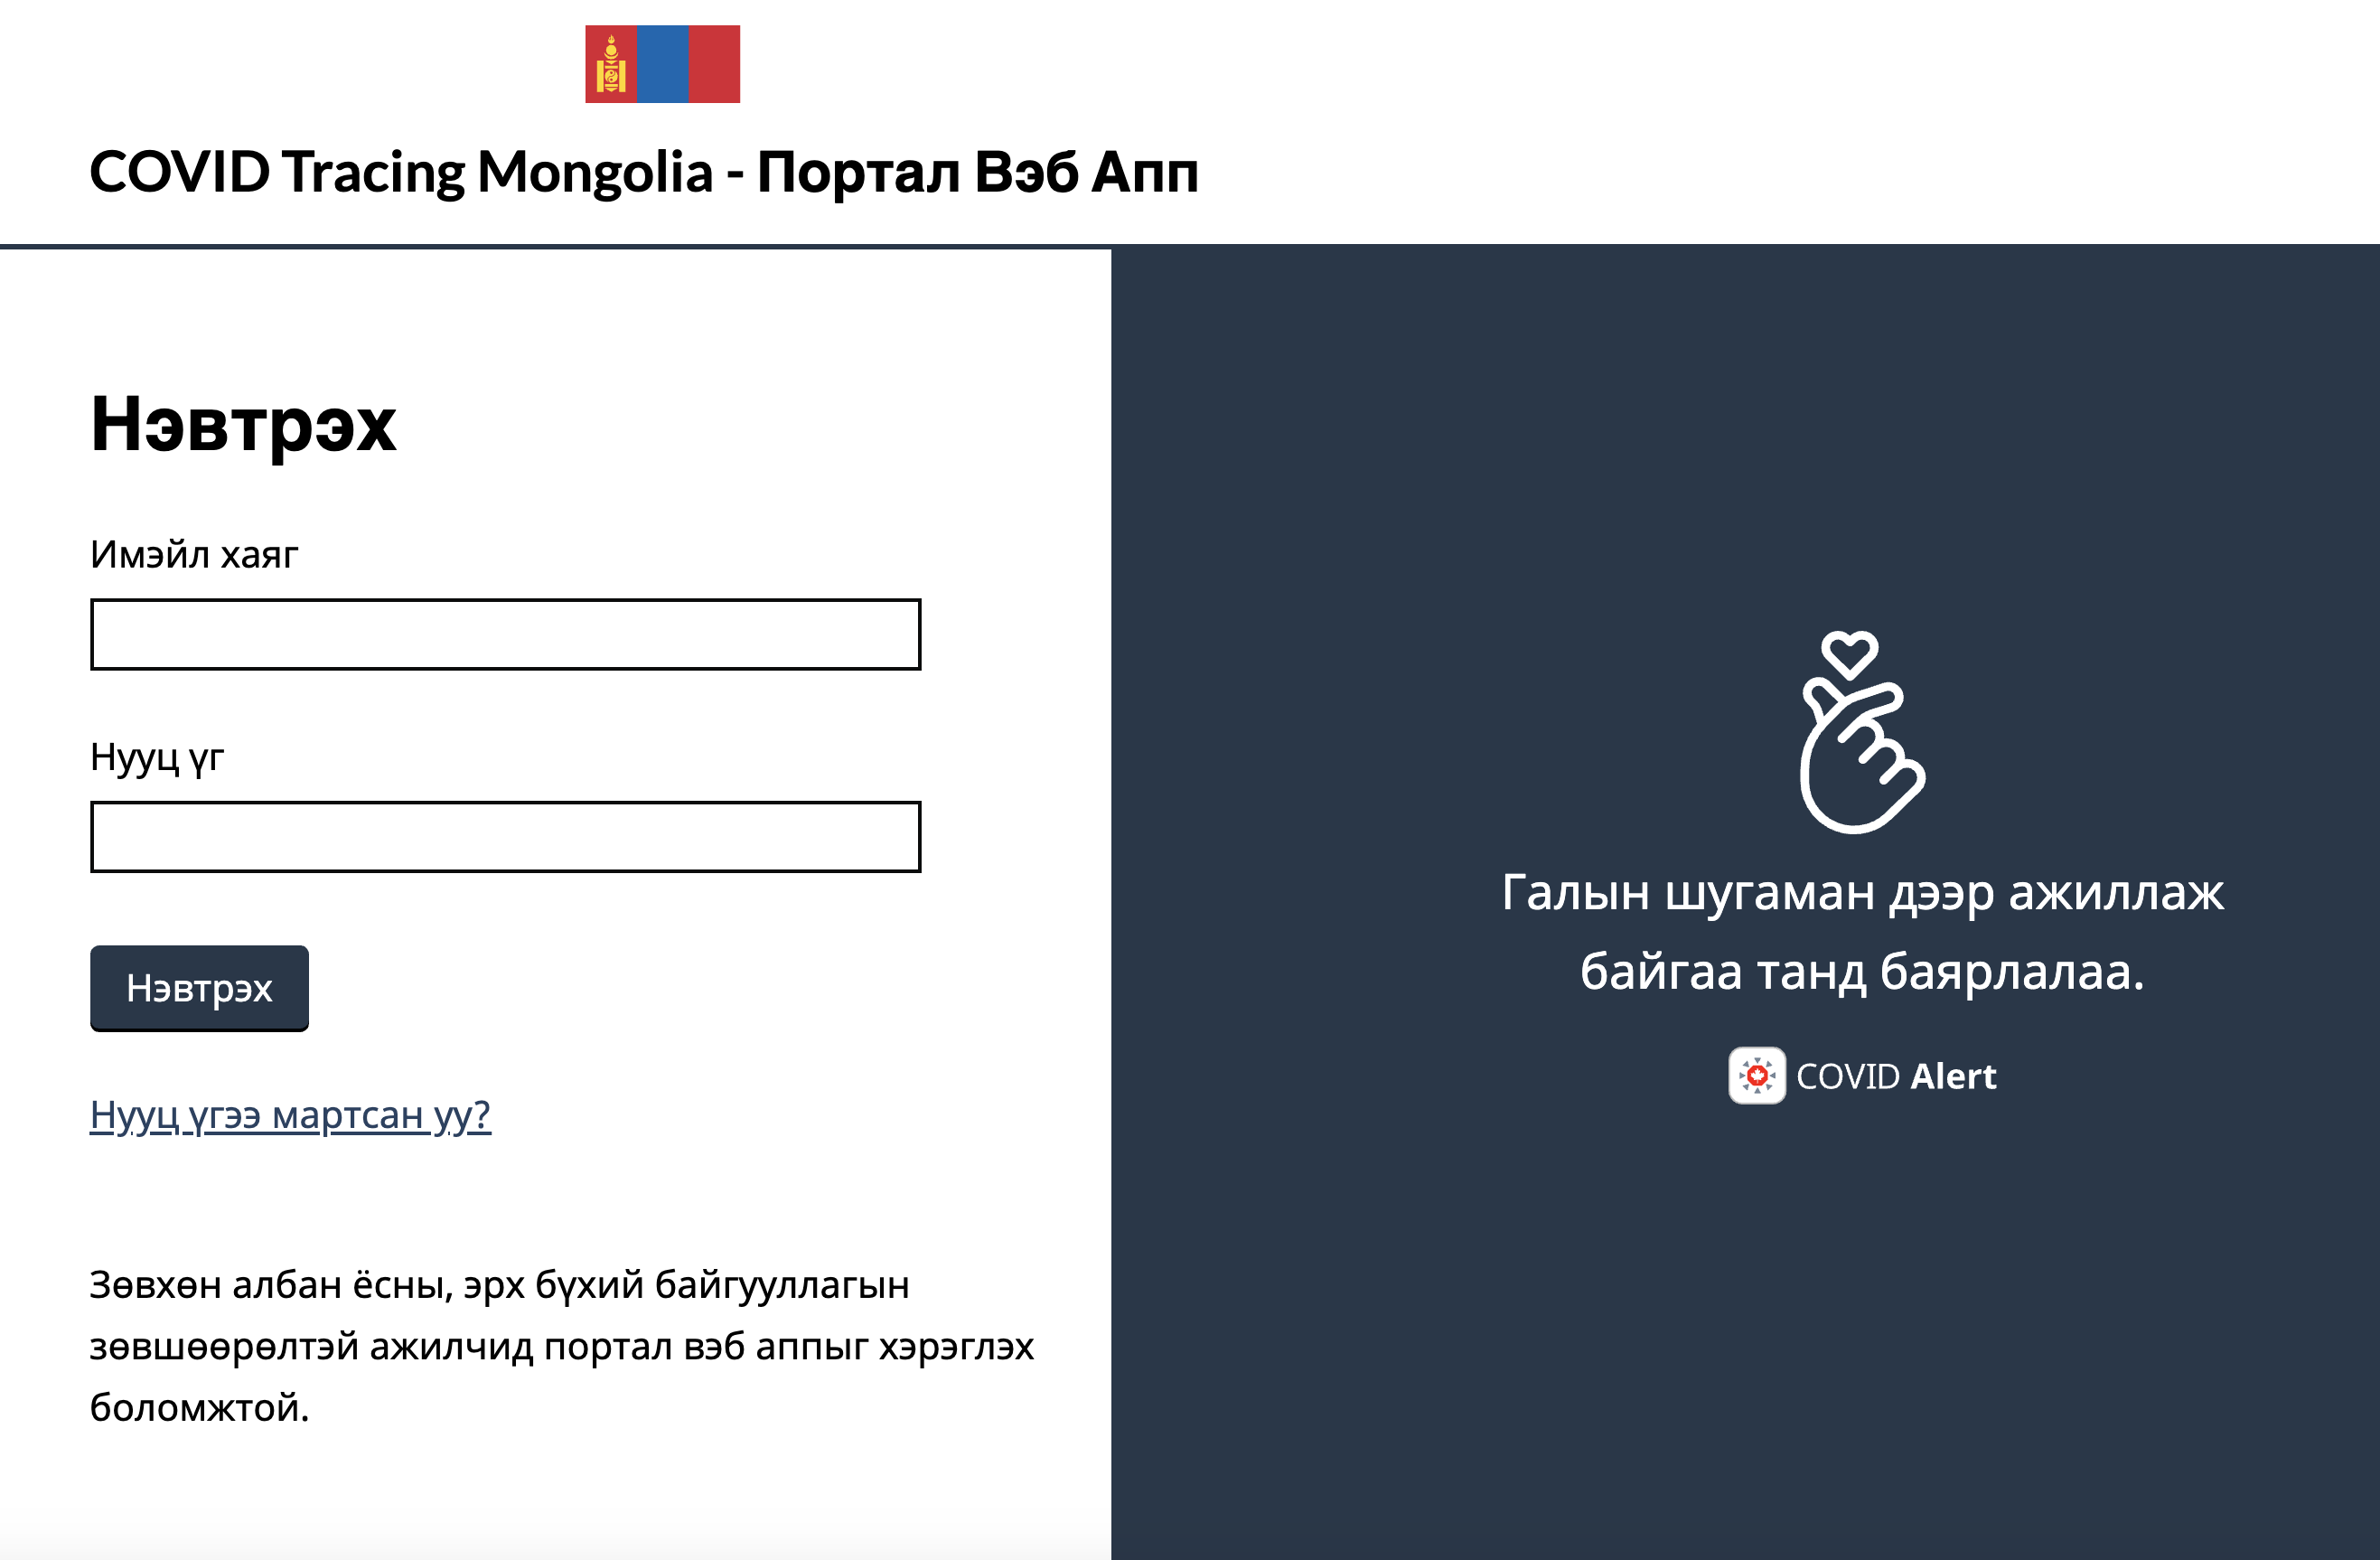 COVID Tracing Mongolia - Портал Вэб Апп
Нэвтрэх
Имэйл хаяг
Нууц үг
Нэвтрэх
Нууц үгээ мартсан уу?
Зөвхөн албан ёсны, эрх бүхий байгууллагын
зөвшөөрөлтэй ажилчид портал вэб аппыг хэрэглэх
боломжтой.
Галын шугаман дээр ажиллаж
байгаа танд баярлалаа.
COVID Alert